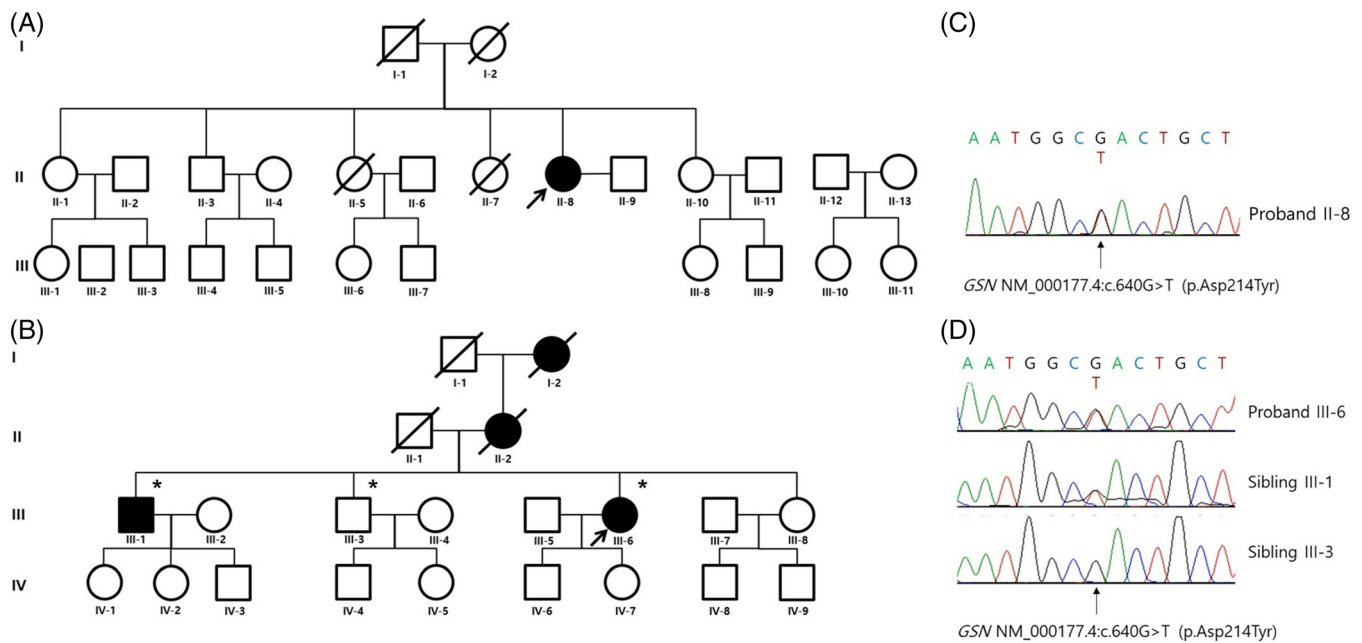 (A)
I
I-1 I-2
II
II-1 II-2 II-3 II-4 II-5 II-6 II-7 II-8 II-9 II-10 II-11 II-12 II-13
III
III-1 III-2 III-3 III-4 III-5 III-6 III-7 III-8 III-9 III-10 III-11
(B)
I
I-1 I-2
II
II-1 II-2
* * *
III
III-1 III-2 III-3 III-4 III-5 III-6 III-7 III-8
IV
IV-1 IV-2 IV-3 IV-4 IV-5 IV-6 IV-7 IV-8 IV-9
(C)
A A T G G C G A C T G C T
T
Proband II-8
GSN NM_000177.4:c.640G>T (p.Asp214Tyr)
(D)
A A T G G C G A C T G C T
T
Proband III-6
Sibling III-1
Sibling III-3
GSN NM_000177.4:c.640G>T (p.Asp214Tyr)